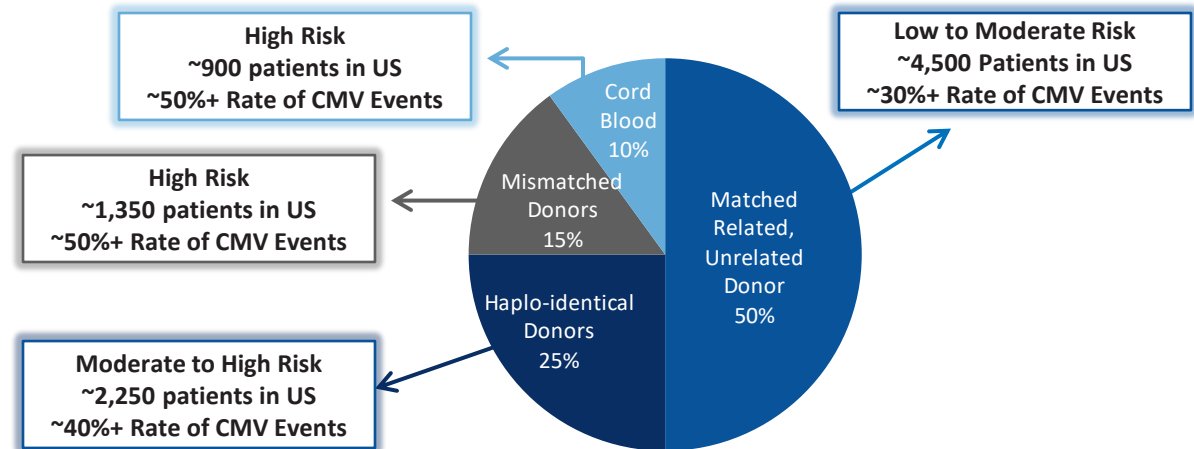 High Risk
~900 patients in US
~50%+ Rate of CMV Events
Low to Moderate Risk
~4,500 Patients in US
~30%+ Rate of CMV Events
High Risk
~1,350 patients in US
~50%+ Rate of CMV Events
Moderate to High Risk
~2,250 patients in US
~40%+ Rate of CMV Events
Cord
Blood
10%
Mismatched
Donors
15%
Haplo-identical
Donors
25%
Matched
Related,
Unrelated
Donor
50%